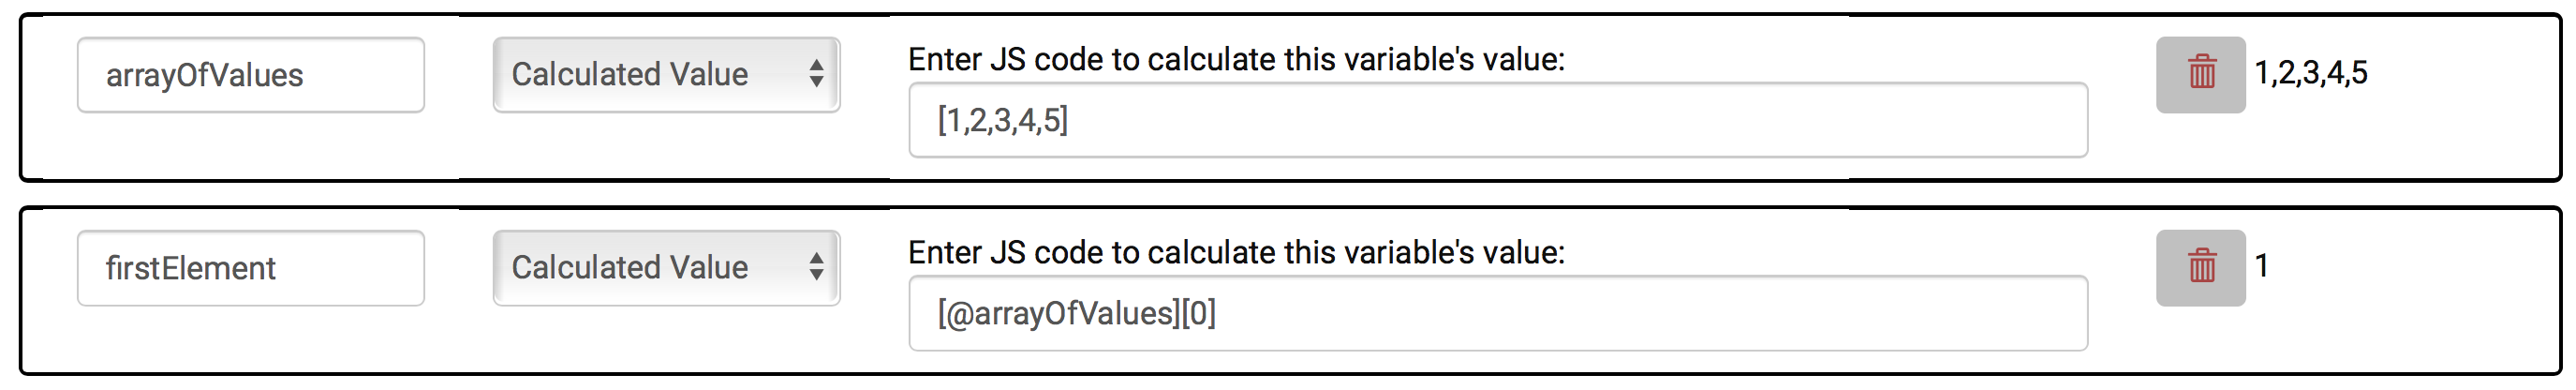 Enter JS code to calculate this variable's value:
arrayOfValues Calculated Value 1,2,3,4,5
[1,2,3,4,5]
Enter JS code to calculate this variable's value:
firstElement Calculated Value 1
[@arrayOfValues][0]